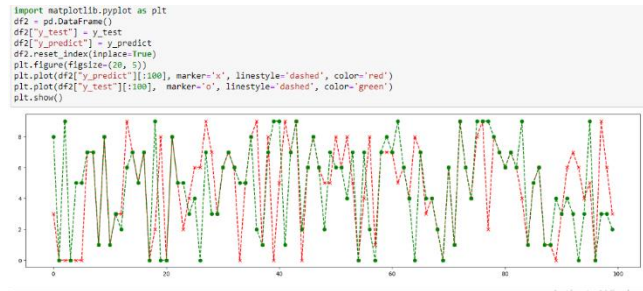 import matplotlib.pyplot as plt
df2 = pd.DataFrame()
df2["y_test"] = y_test
df2["y_predict"] = y_predict
df2.reset_index(inplace=True)
plt.figure(figsize=(20, 5))
plt.plot(df2["y_predict"][:100], marker='x', linestyle='dashed', color='red')
plt.plot(df2["y_test"][:100],  marker='o', linestyle='dashed', color='green')
plt.show()
8
6
4
2
0
0 20 40 60 80 100